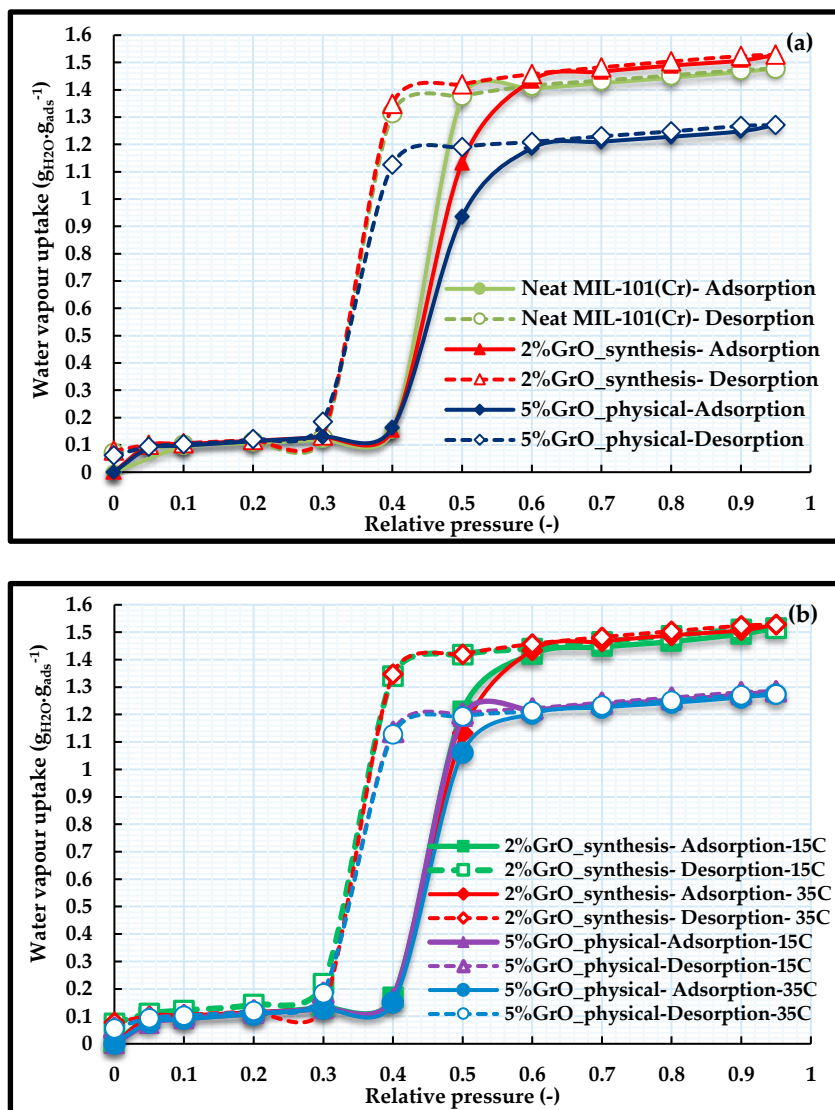 (a)
1.6
1.5
1.4
1.3
1.2
1.1
1
0.9
0.8
0.7
0.6
0.5
0.4
0.3
0.2
0.1
0
Water vapour uptake (gH2O·gads-1)
Neat MIL-101(Cr)- Adsorption
Neat MIL-101(Cr)- Desorption
2%GrO_synthesis- Adsorption
2%GrO_synthesis- Desorption
5%GrO_physical-Adsorption
5%GrO_physical-Desorption
0 0.1 0.2 0.3 0.4 0.5 0.6 0.7 0.8 0.9 1
Relative pressure (-)
(b)
1.6
1.5
1.4
1.3
1.2
1.1
1
0.9
0.8
0.7
0.6
0.5
0.4
0.3
0.2
0.1
0
Water vapour uptake (gH2O·gads-1)
2%GrO_synthesis- Adsorption-15C
2%GrO_synthesis- Desorption-15C
2%GrO_synthesis- Adsorption- 35C
2%GrO_synthesis- Desorption- 35C
5%GrO_physical-Adsorption-15C
5%GrO_physical-Desorption-15C
5%GrO_physical- Adsorption-35C
5%GrO_physical-Desorption-35C
0 0.1 0.2 0.3 0.4 0.5 0.6 0.7 0.8 0.9 1
Relative pressure (-)